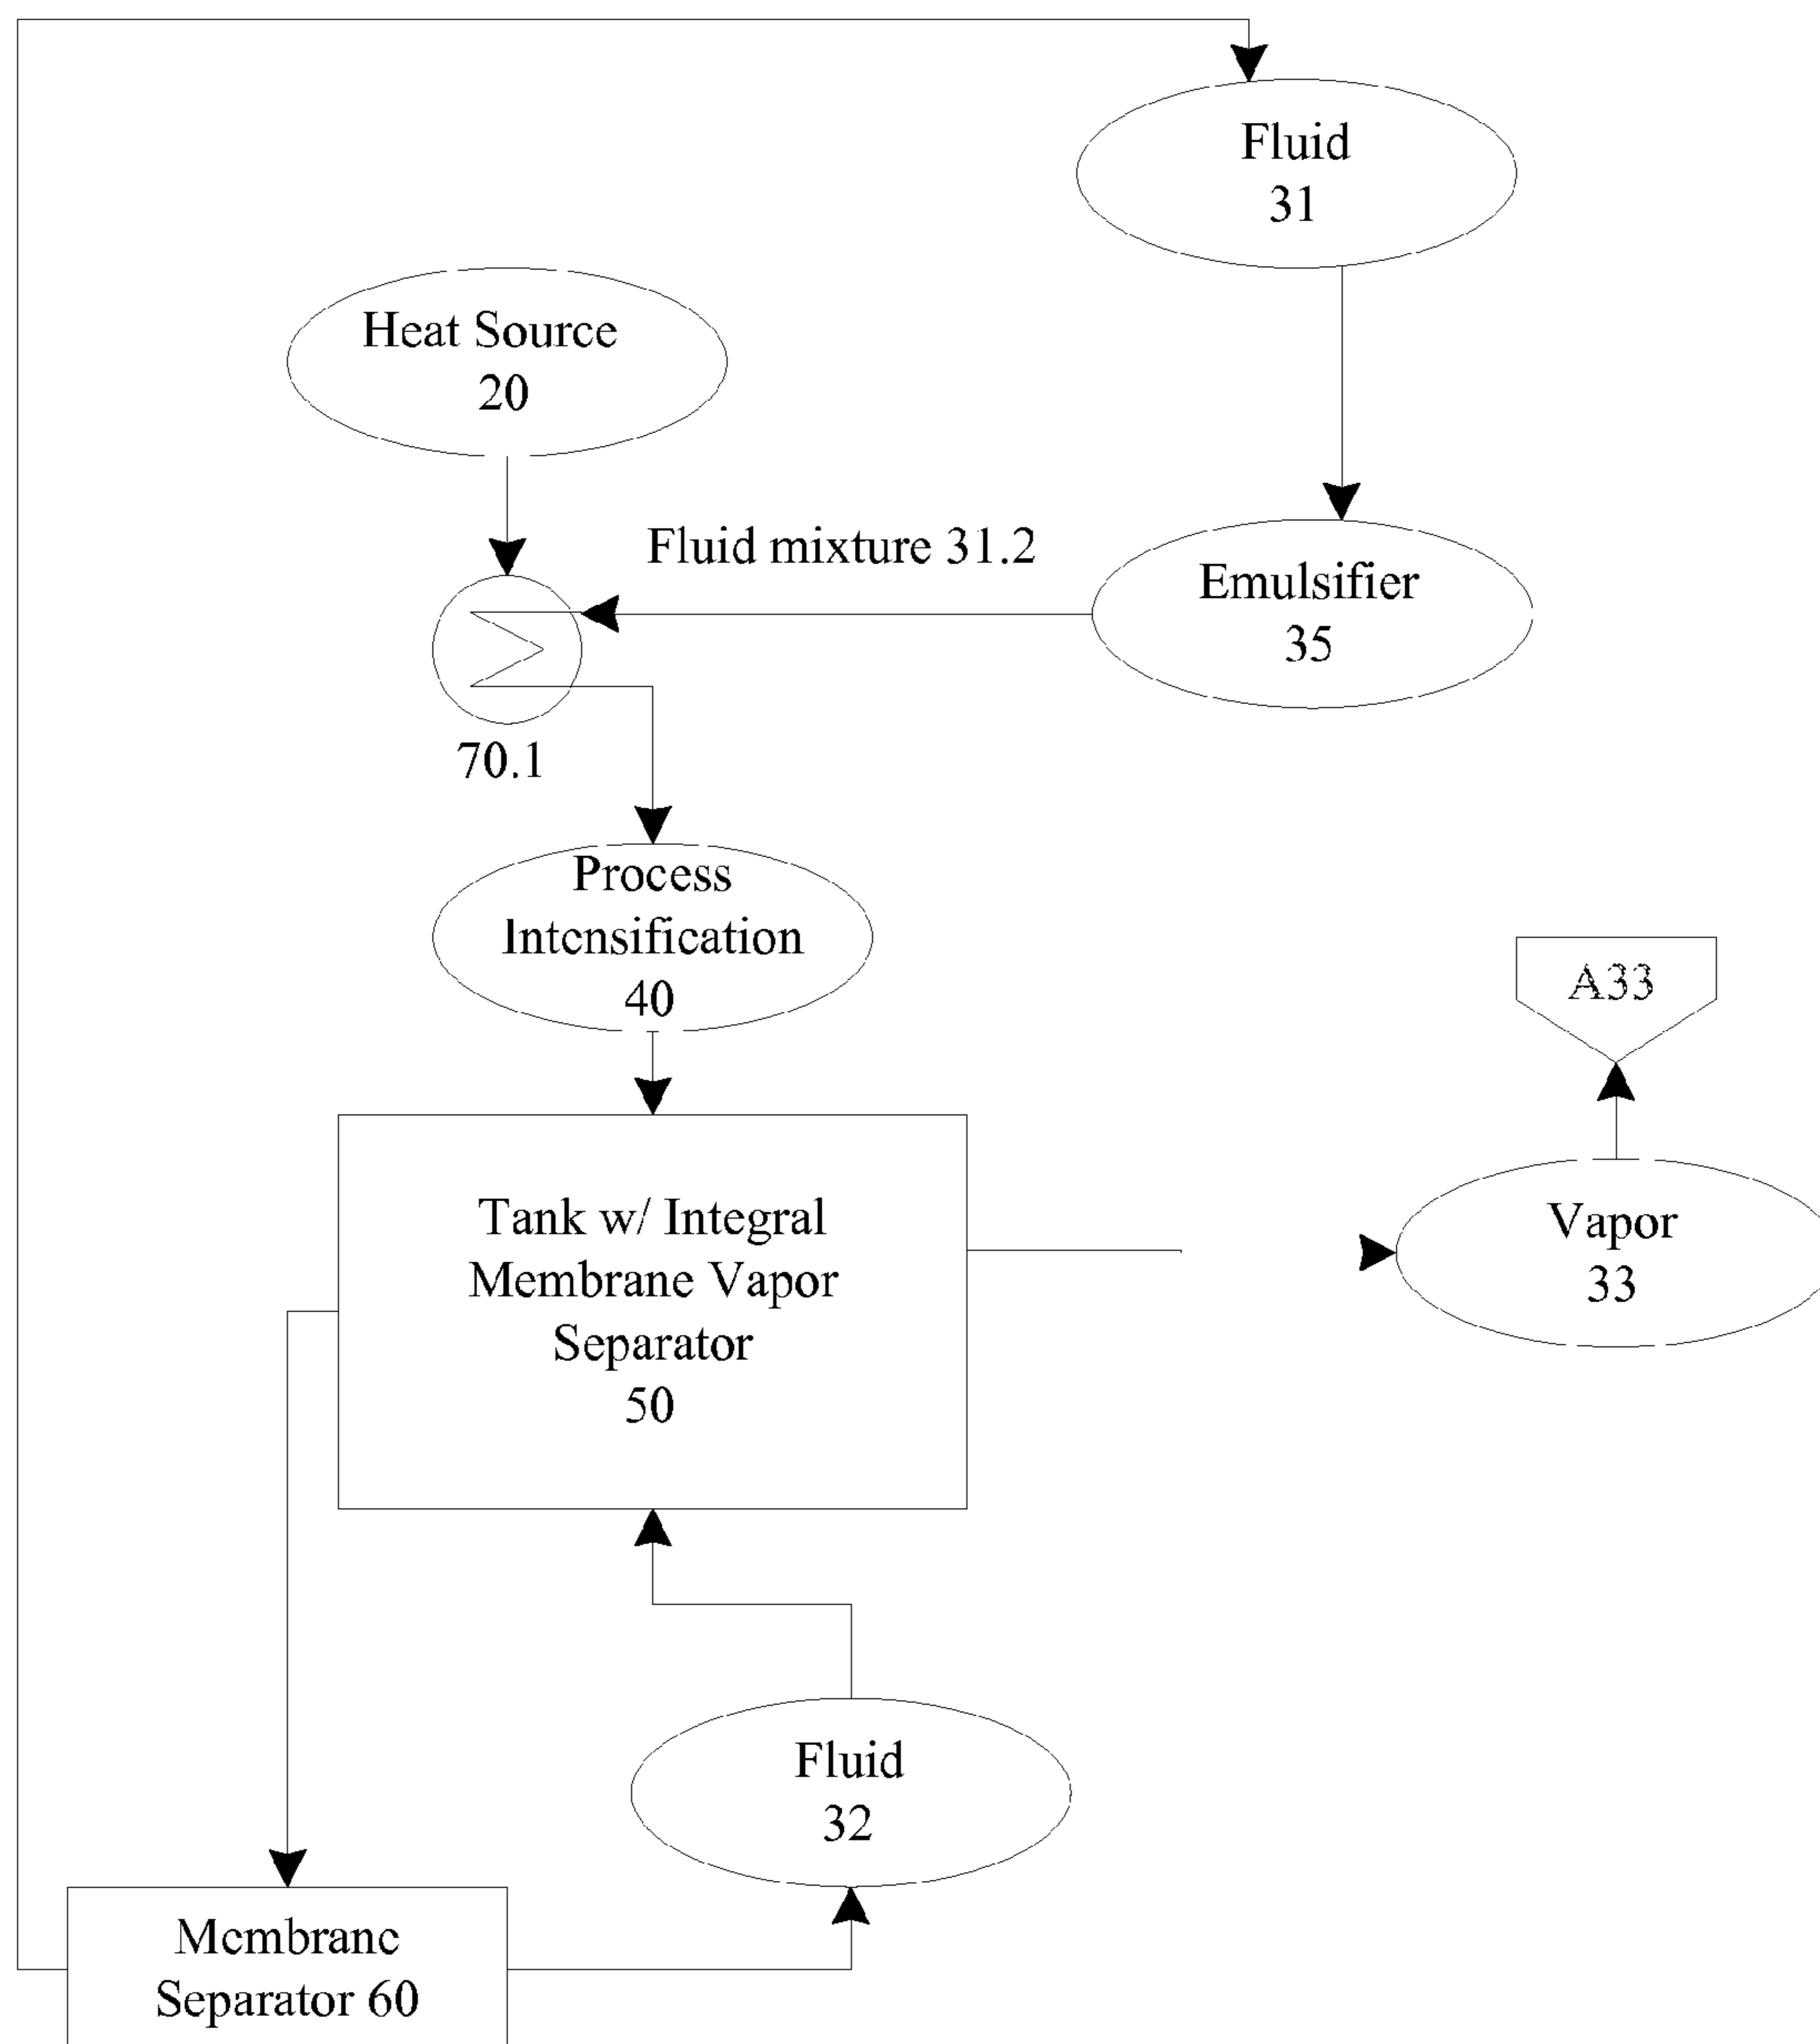 Fluid
31
Heat Source
20
Fluid mixture 31.2
Emulsifier
35
70.1
Process
Intensification
40
A33
Tank w/ Integral
Membrane Vapor
Separator
50
Vapor
33
Fluid
32
Membrane
Separator 60